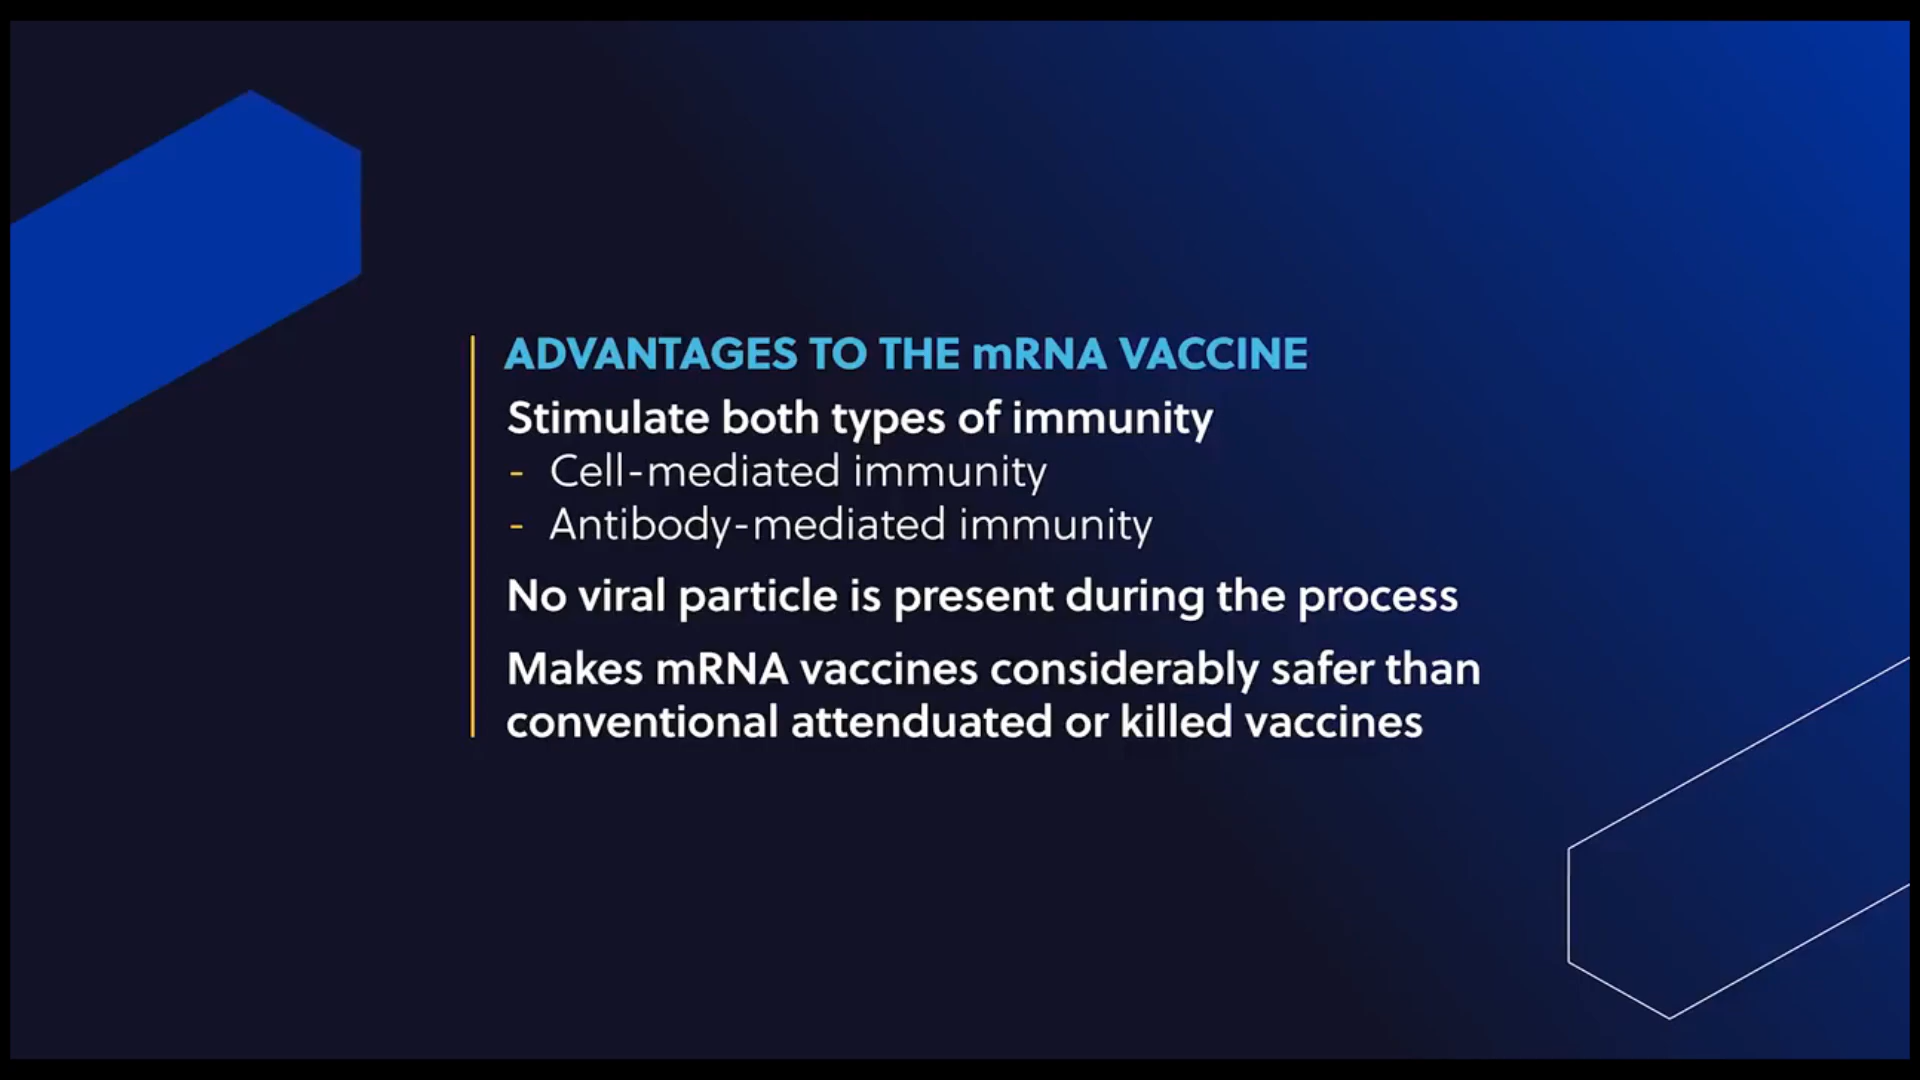 ADVANTAGES TO THE mRNA VACCINE
Stimulate both types of immunity
- Cell-mediated immunity
- Antibody-mediated immunity
No viral particle is present during the process
Makes mRNA vaccines considerably safer than
conventional attenduated or killed vaccines